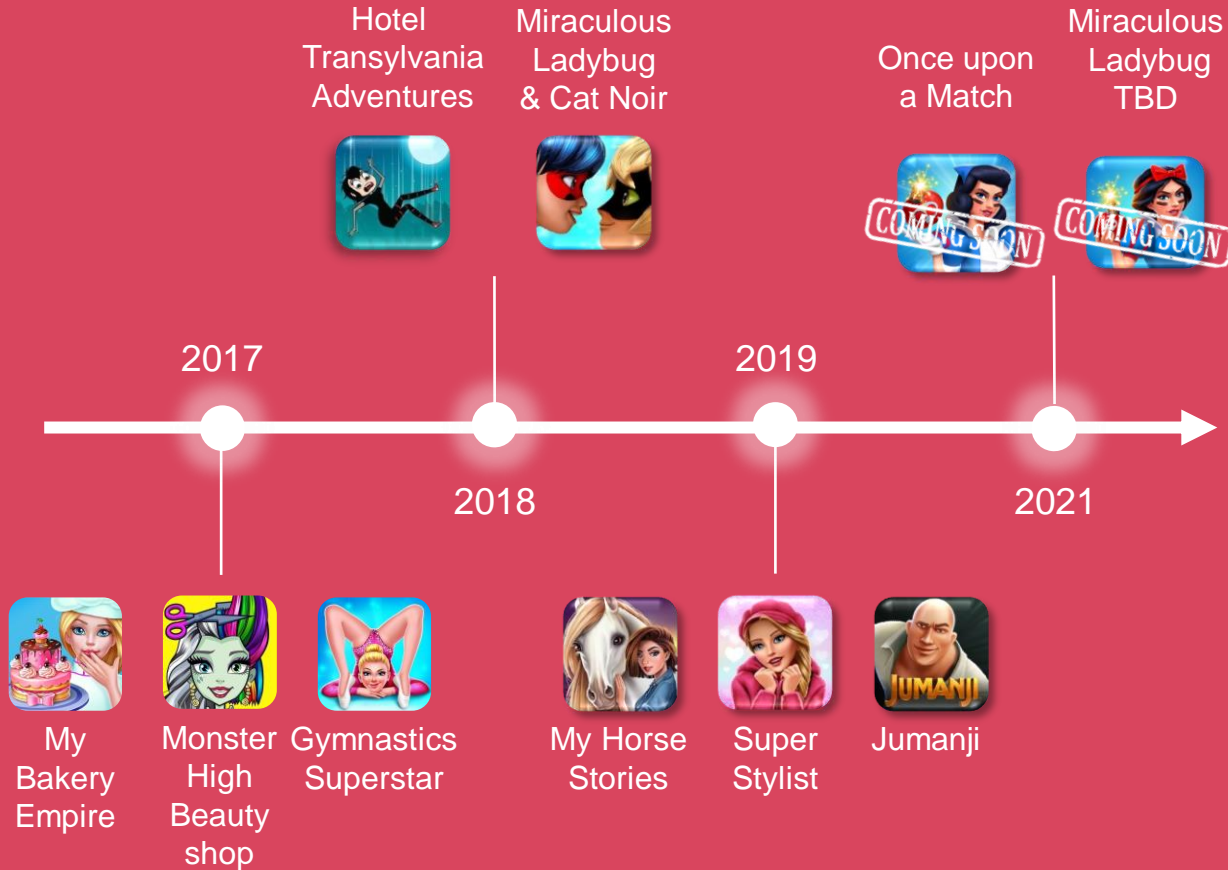 Hotel
Transylvania
Adventures
Miraculous
Ladybug
& Cat Noir
Once upon
a Match
Miraculous
Ladybug
TBD
COMING SOON
COMING SOON
2017
2019
2018
2021
JUMANJI
My
Bakery
Empire
Monster
High
Beauty
shop
Gymnastics
Superstar
My Horse
Stories
Super
Stylist
Jumanji